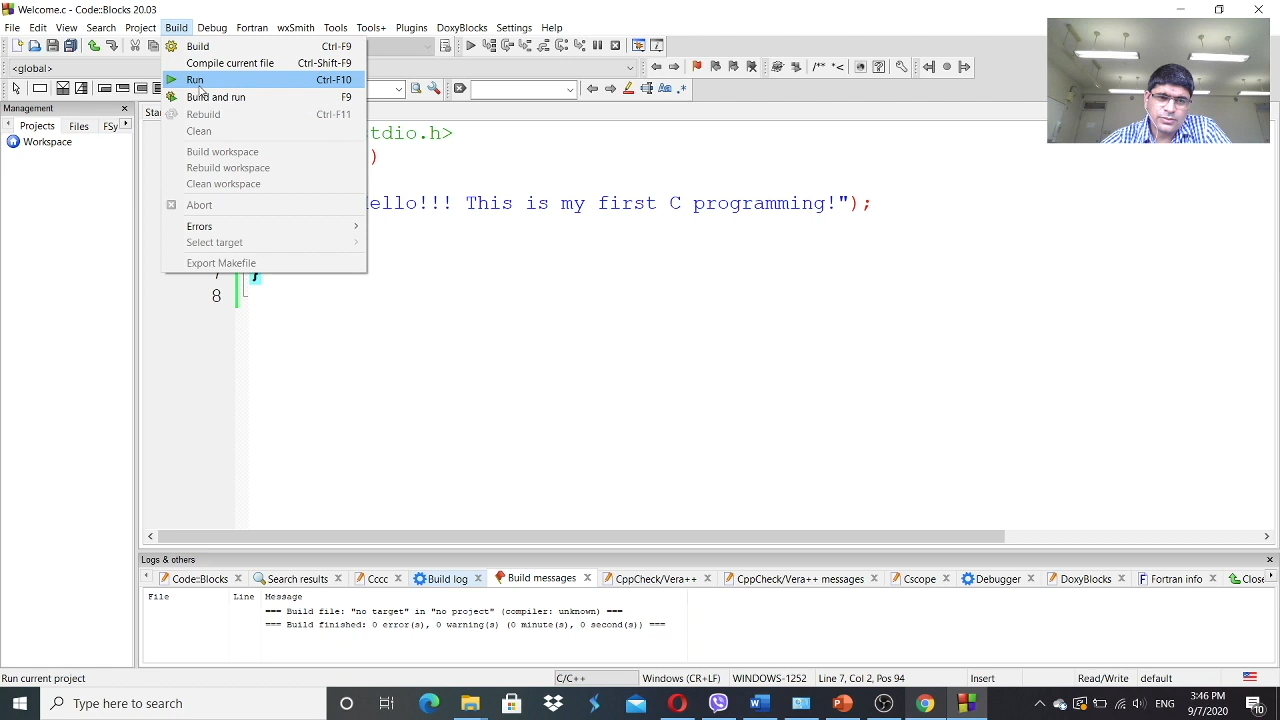 Welcome.c - Code::Blocks 20.03
File Edit View Search Project Build Debug Fortran wxSmith Tools Tools+ Plugins DoxyBlocks Settings Help
<global>
Management
Projects Files FSy
Workspace
Build Ctrl-F9
Compile current file Ctrl-Shift-F9
Run Ctrl-F10
Build and run F9
Rebuild Ctrl-F11
Clean
Build workspace
Rebuild workspace
Clean workspace
Abort
Errors
Select target
Export Makefile
Sta
tdio.h>
)
ello!!! This is my first C programming!");
7 }
8
Logs & others
Code::Blocks Search results Cccc Build log Build messages CppCheck/Vera++ CppCheck/Vera++ messages Cscope Debugger DoxyBlocks Fortran info Close
File Line Message
=== Build file: "no target" in "no project" (compiler: unknown) ===
=== Build finished: 0 error(s), 0 warning(s) (0 minute(s), 0 second(s)) ===
Run current project C/C++ Windows (CR+LF) WINDOWS-1252 Line 7, Col 2, Pos 94 Insert Read/Write default
Type here to search
ENG
3:46 PM
9/7/2020